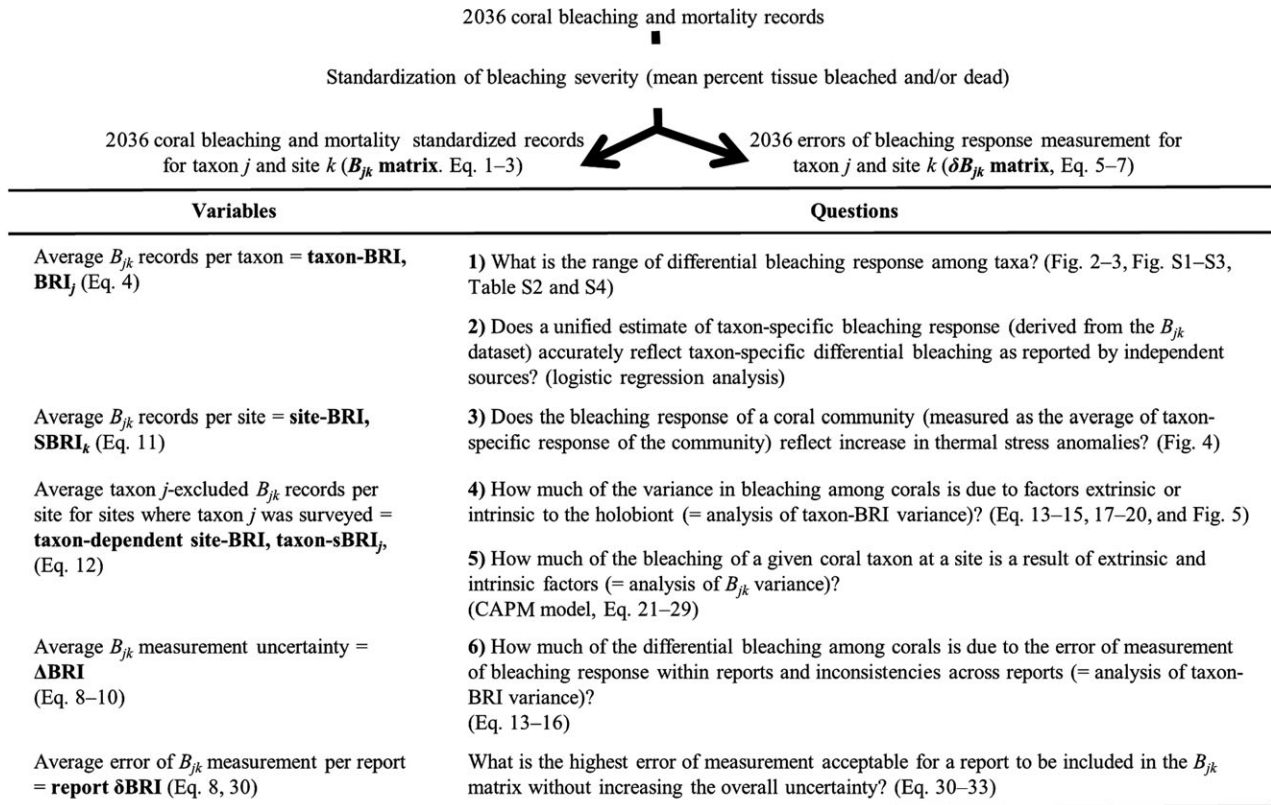 2036 coral bleaching and mortality records
Standardization of bleaching severity (mean percent tissue bleached and/or dead)
2036 coral bleaching and mortality standardized records
for taxon j and site k (Bjk matrix. Eq. 1–3)
2036 errors of bleaching response measurement for
taxon j and site k (δBjk matrix, Eq. 5–7)
Variables
Questions
Average Bjk records per taxon = taxon-BRI,
BRIj (Eq. 4)
1) What is the range of differential bleaching response among taxa? (Fig. 2–3, Fig. S1–S3,
Table S2 and S4)
2) Does a unified estimate of taxon-specific bleaching response (derived from the Bjk
dataset) accurately reflect taxon-specific differential bleaching as reported by independent
sources? (logistic regression analysis)
Average Bjk records per site = site-BRI,
SBRIk (Eq. 11)
3) Does the bleaching response of a coral community (measured as the average of taxon-
specific response of the community) reflect increase in thermal stress anomalies? (Fig. 4)
Average taxon j-excluded Bjk records per
site for sites where taxon j was surveyed =
taxon-dependent site-BRI, taxon-sBRIj,
(Eq. 12)
4) How much of the variance in bleaching among corals is due to factors extrinsic or
intrinsic to the holobiont (= analysis of taxon-BRI variance)? (Eq. 13–15, 17–20, and Fig. 5)
5) How much of the bleaching of a given coral taxon at a site is a result of extrinsic and
intrinsic factors (= analysis of Bjk variance)?
(CAPM model, Eq. 21–29)
Average Bjk measurement uncertainty =
ΔBRI
(Eq. 8–10)
6) How much of the differential bleaching among corals is due to the error of measurement
of bleaching response within reports and inconsistencies across reports (= analysis of taxon-
BRI variance)?
(Eq. 13–16)
Average error of Bjk measurement per report
= report δBRI (Eq. 8, 30)
What is the highest error of measurement acceptable for a report to be included in the Bjk
matrix without increasing the overall uncertainty? (Eq. 30–33)